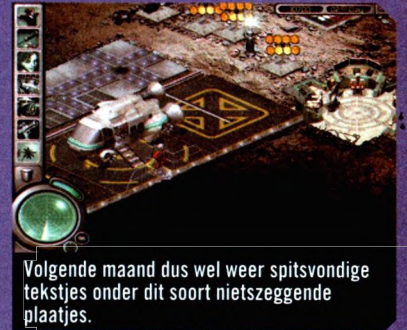 Volgende maand dus wel weer spitsvondige
tekstjes onder dit soort nietszeggende
plaatjes.